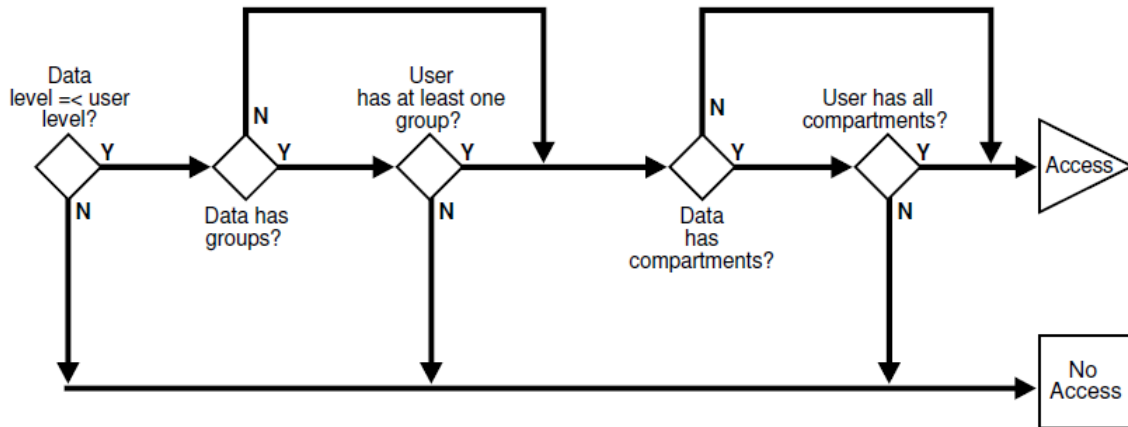 Data
level =< user
level?
Y
N
Data has
groups?
N
Y
User
has at least one
group?
Y
N
Data
has
compartments?
N
Y
User has all
compartments?
Y
N
Access
No
Access